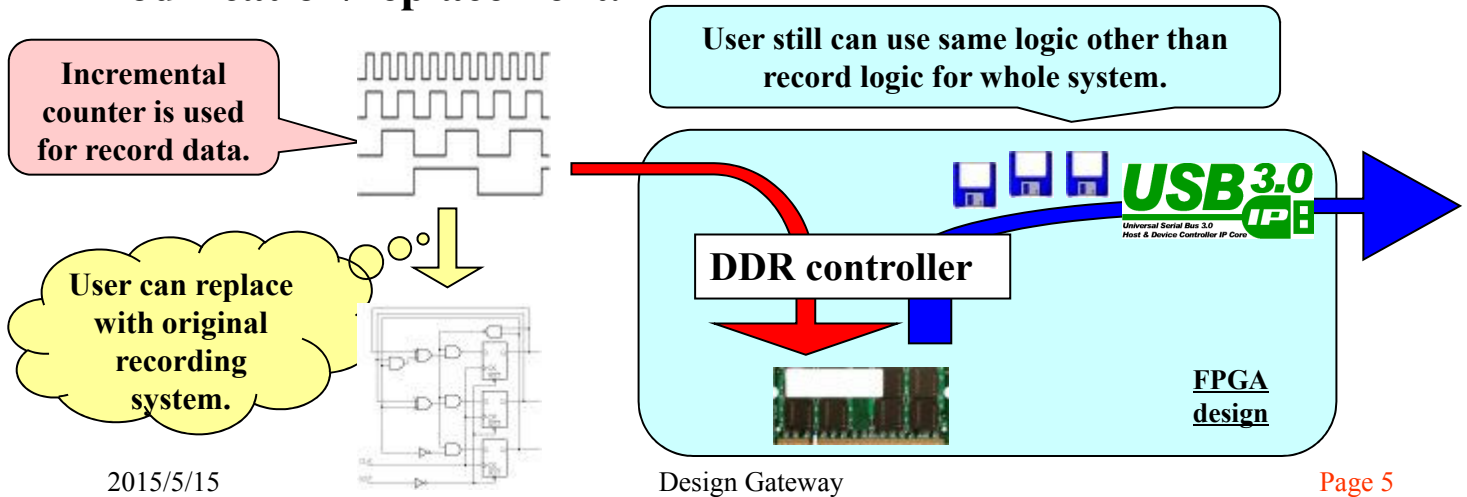 Incremental
counter is used
for record data.
User still can use same logic other than
record logic for whole system.
USB 3.0
IP
Universal Serial Bus 3.0
Host & Device Controller IP Core
DDR controller
User can replace
with original
recording
system.
FPGA
design
2015/5/15
Design Gateway
Page 5